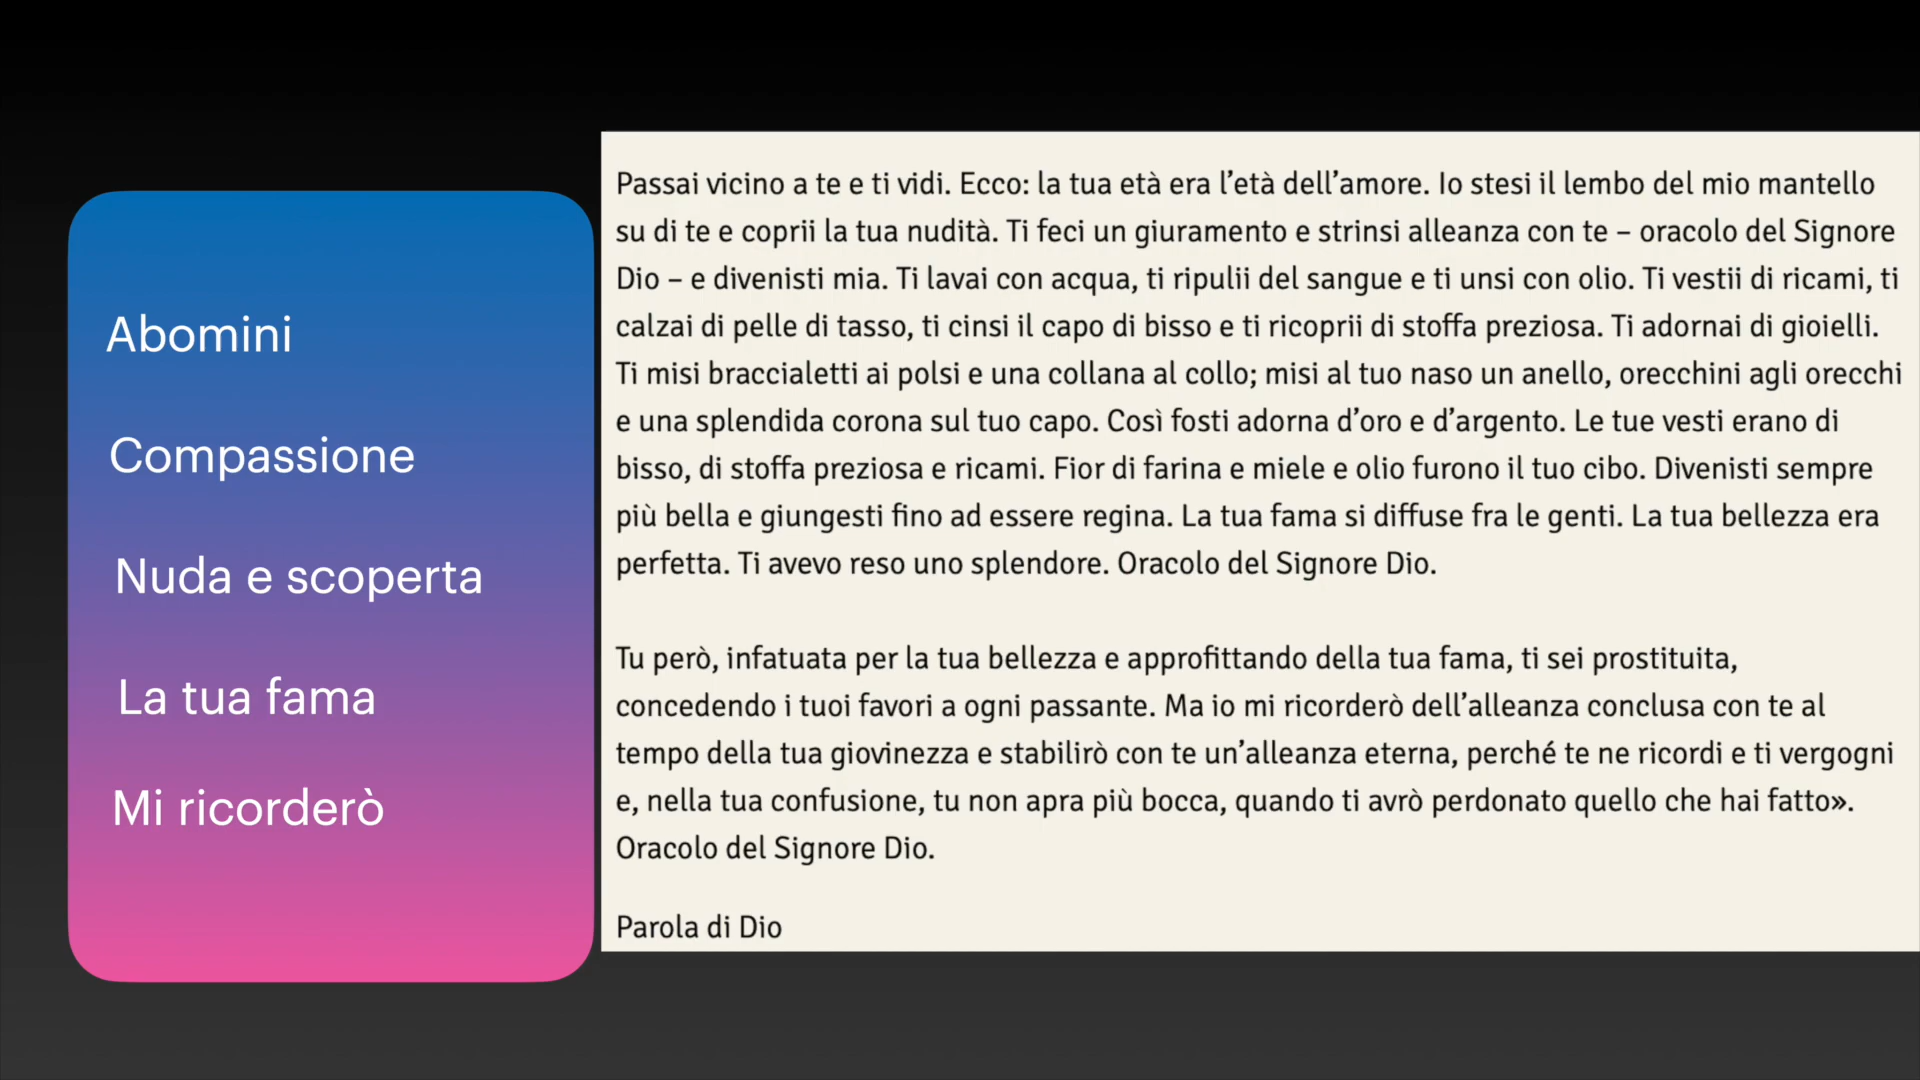 Abomini
Compassione
Nuda e scoperta
La tua fama
Mi ricorderò
Passai vicino a te e ti vidi. Ecco: la tua età era l’età dell’amore. Io stesi il lembo del mio mantello
su di te e coprii la tua nudità. Ti feci un giuramento e strinsi alleanza con te – oracolo del Signore
Dio – e divenisti mia. Ti lavai con acqua, ti ripulii del sangue e ti unsi con olio. Ti vestii di ricami, ti
calzai di pelle di tasso, ti cinsi il capo di bisso e ti ricoprii di stoffa preziosa. Ti adornai di gioielli.
Ti misi braccialetti ai polsi e una collana al collo; misi al tuo naso un anello, orecchini agli orecchi
e una splendida corona sul tuo capo. Così fosti adorna d’oro e d’argento. Le tue vesti erano di
bisso, di stoffa preziosa e ricami. Fior di farina e miele e olio furono il tuo cibo. Divenisti sempre
più bella e giungesti fino ad essere regina. La tua fama si diffuse fra le genti. La tua bellezza era
perfetta. Ti avevo reso uno splendore. Oracolo del Signore Dio.
Tu però, infatuata per la tua bellezza e approfittando della tua fama, ti sei prostituita,
concedendo i tuoi favori a ogni passante. Ma io mi ricorderò dell’alleanza conclusa con te al
tempo della tua giovinezza e stabilirò con te un’alleanza eterna, perché te ne ricordi e ti vergogni
e, nella tua confusione, tu non apra più bocca, quando ti avrò perdonato quello che hai fatto».
Oracolo del Signore Dio.
Parola di Dio